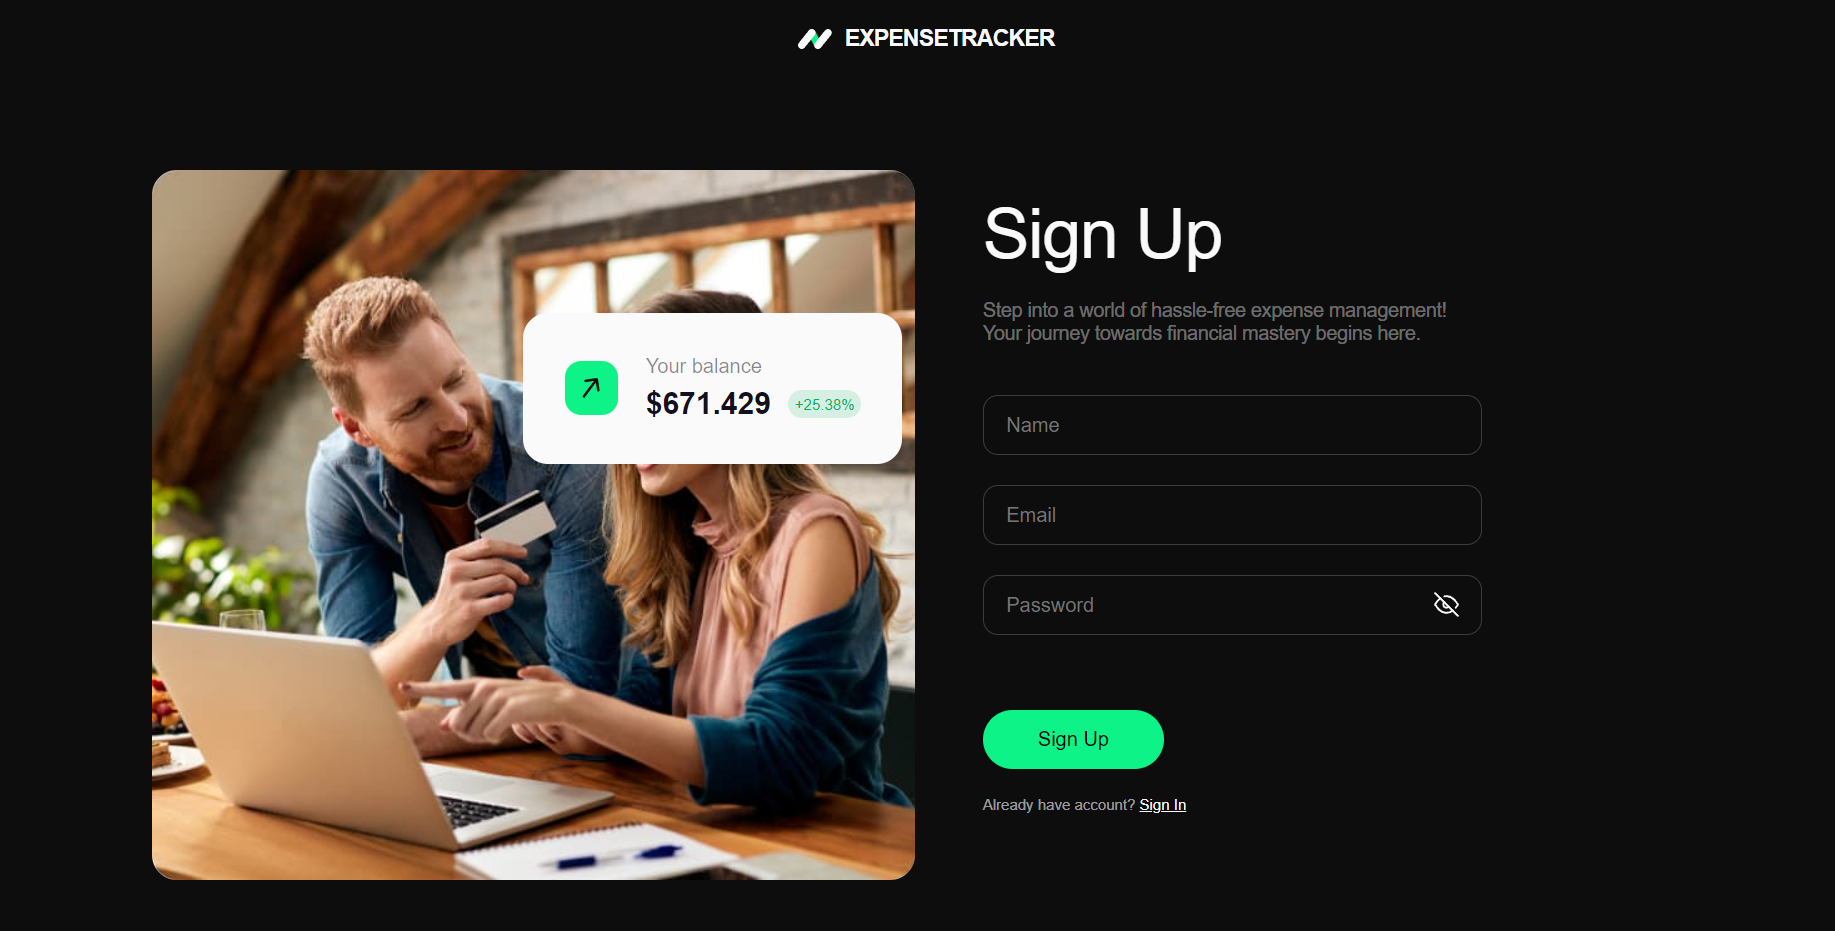 EXPENSETRACKER
Your balance
$671.429 +25.38%
Sign Up
Step into a world of hassle-free expense management!
Your journey towards financial mastery begins here.
Name
Email
Password
Sign Up
Already have account? Sign In